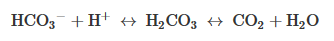 HCO₃⁻ + H⁺ ↔ H₂CO₃ ↔ CO₂ + H₂O